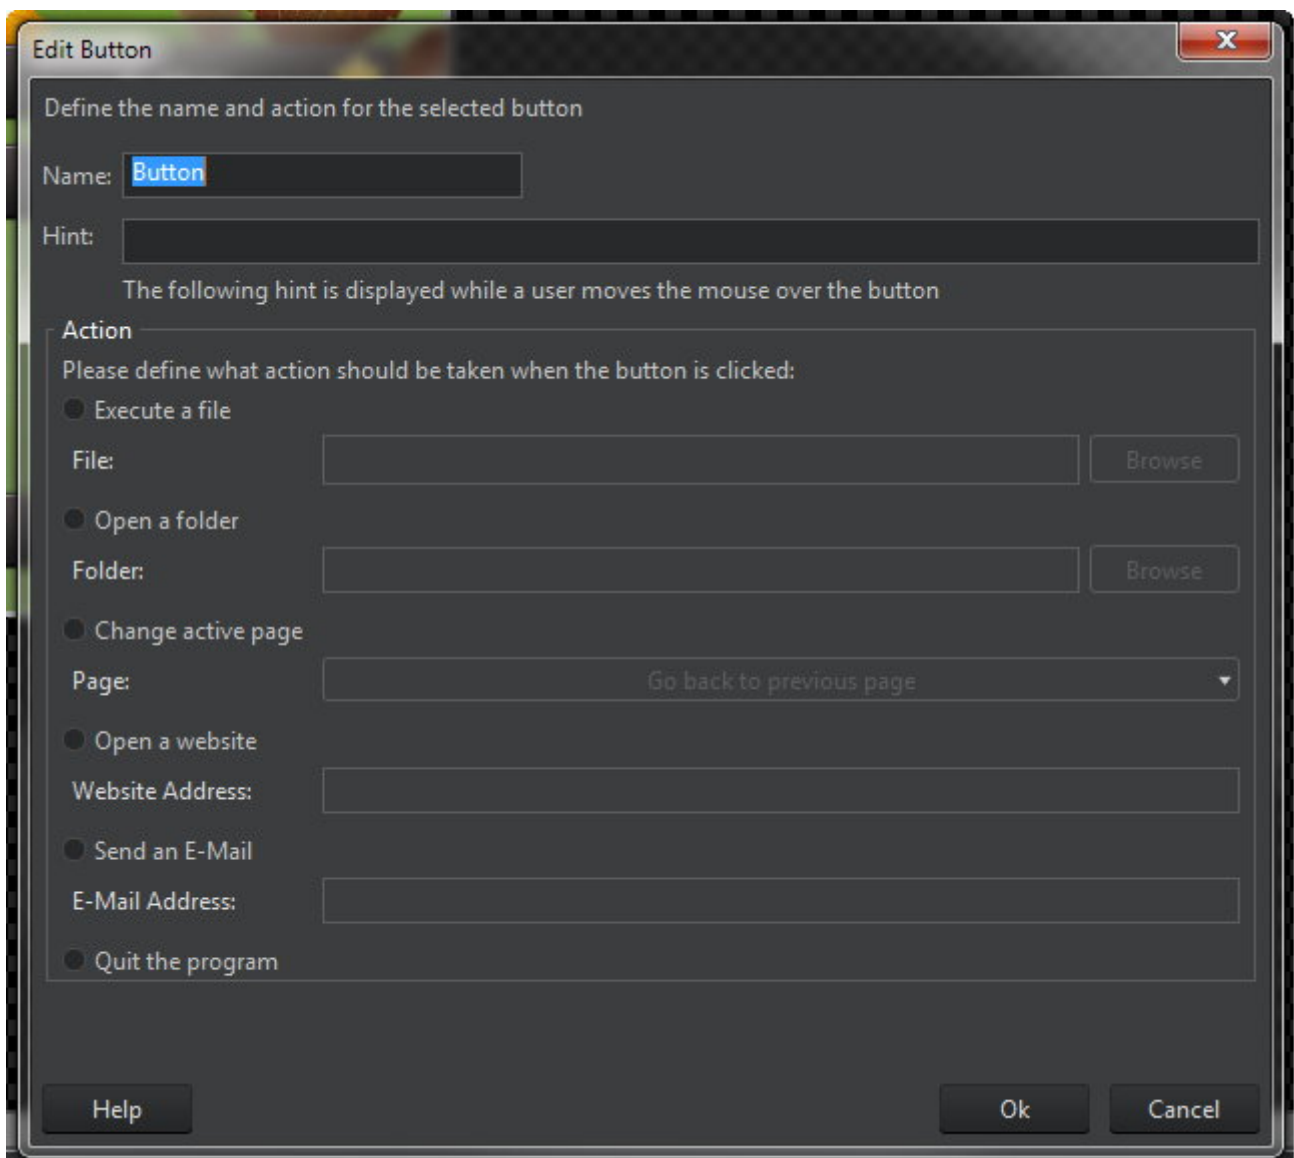 Edit Button
X
Define the name and action for the selected button
Name: Button
Hint:
The following hint is displayed while a user moves the mouse over the button
Action
Please define what action should be taken when the button is clicked:
Execute a file
File: Browse
Open a folder
Folder: Browse
Change active page
Page: Go back to previous page
Open a website
Website Address:
Send an E-Mail
E-Mail Address:
Quit the program
Help Ok Cancel